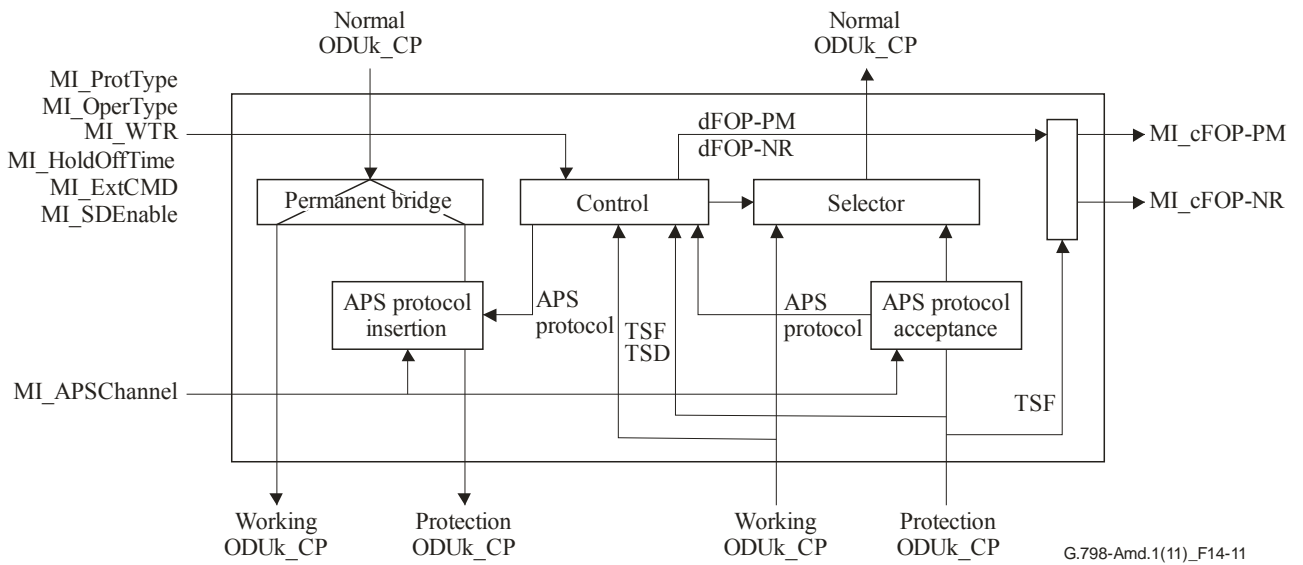 Normal
ODUk_CP
Normal
ODUk_CP
MI_ProtType
MI_OperType
MI_WTR
MI_HoldOffTime
MI_ExtCMD
MI_SDEnable
dFOP-PM
dFOP-NR
MI_cFOP-PM
MI_cFOP-NR
Permanent bridge
Control
Selector
APS protocol
insertion
APS
protocol
TSF
TSD
APS
protocol
APS protocol
acceptance
MI_APSChannel
TSF
Working
ODUk_CP
Protection
ODUk_CP
Working
ODUk_CP
Protection
ODUk_CP
G.798-Amd.1(11)_F14-11